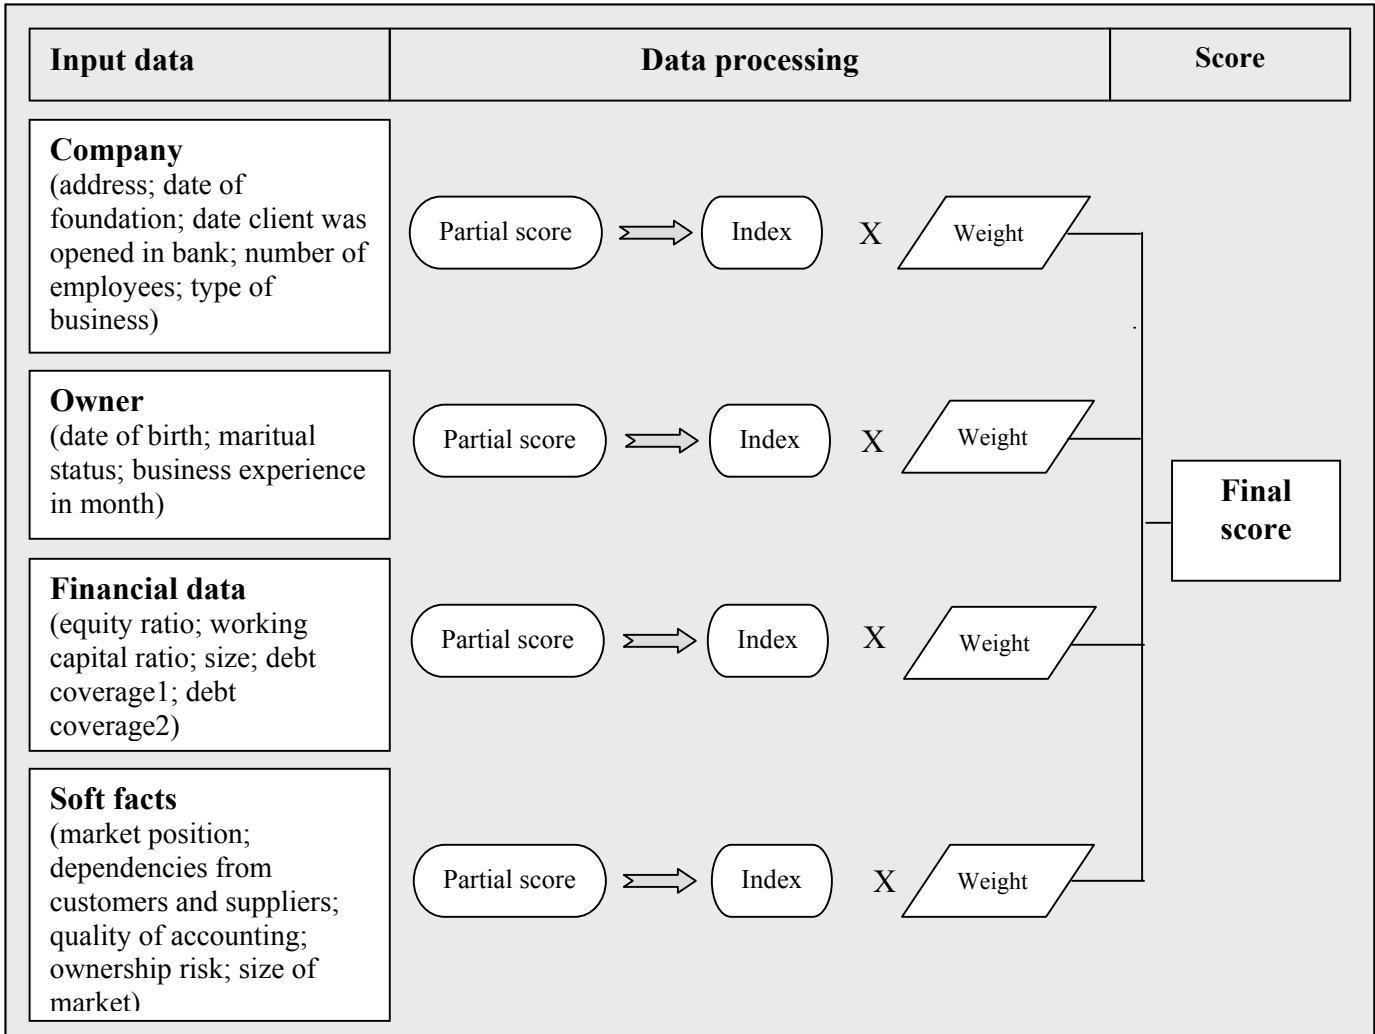 Input data
Data processing
Score
Company
(address; date of
foundation; date client was
opened in bank; number of
employees; type of
business)
Partial score
Index
X
Weight
Owner
(date of birth; maritual
status; business experience
in month)
Partial score
Index
X
Weight
Final
score
Financial data
(equity ratio; working
capital ratio; size; debt
coverage1; debt
coverage2)
Partial score
Index
X
Weight
Soft facts
(market position;
dependencies from
customers and suppliers;
quality of accounting;
ownership risk; size of
market)
Partial score
Index
X
Weight